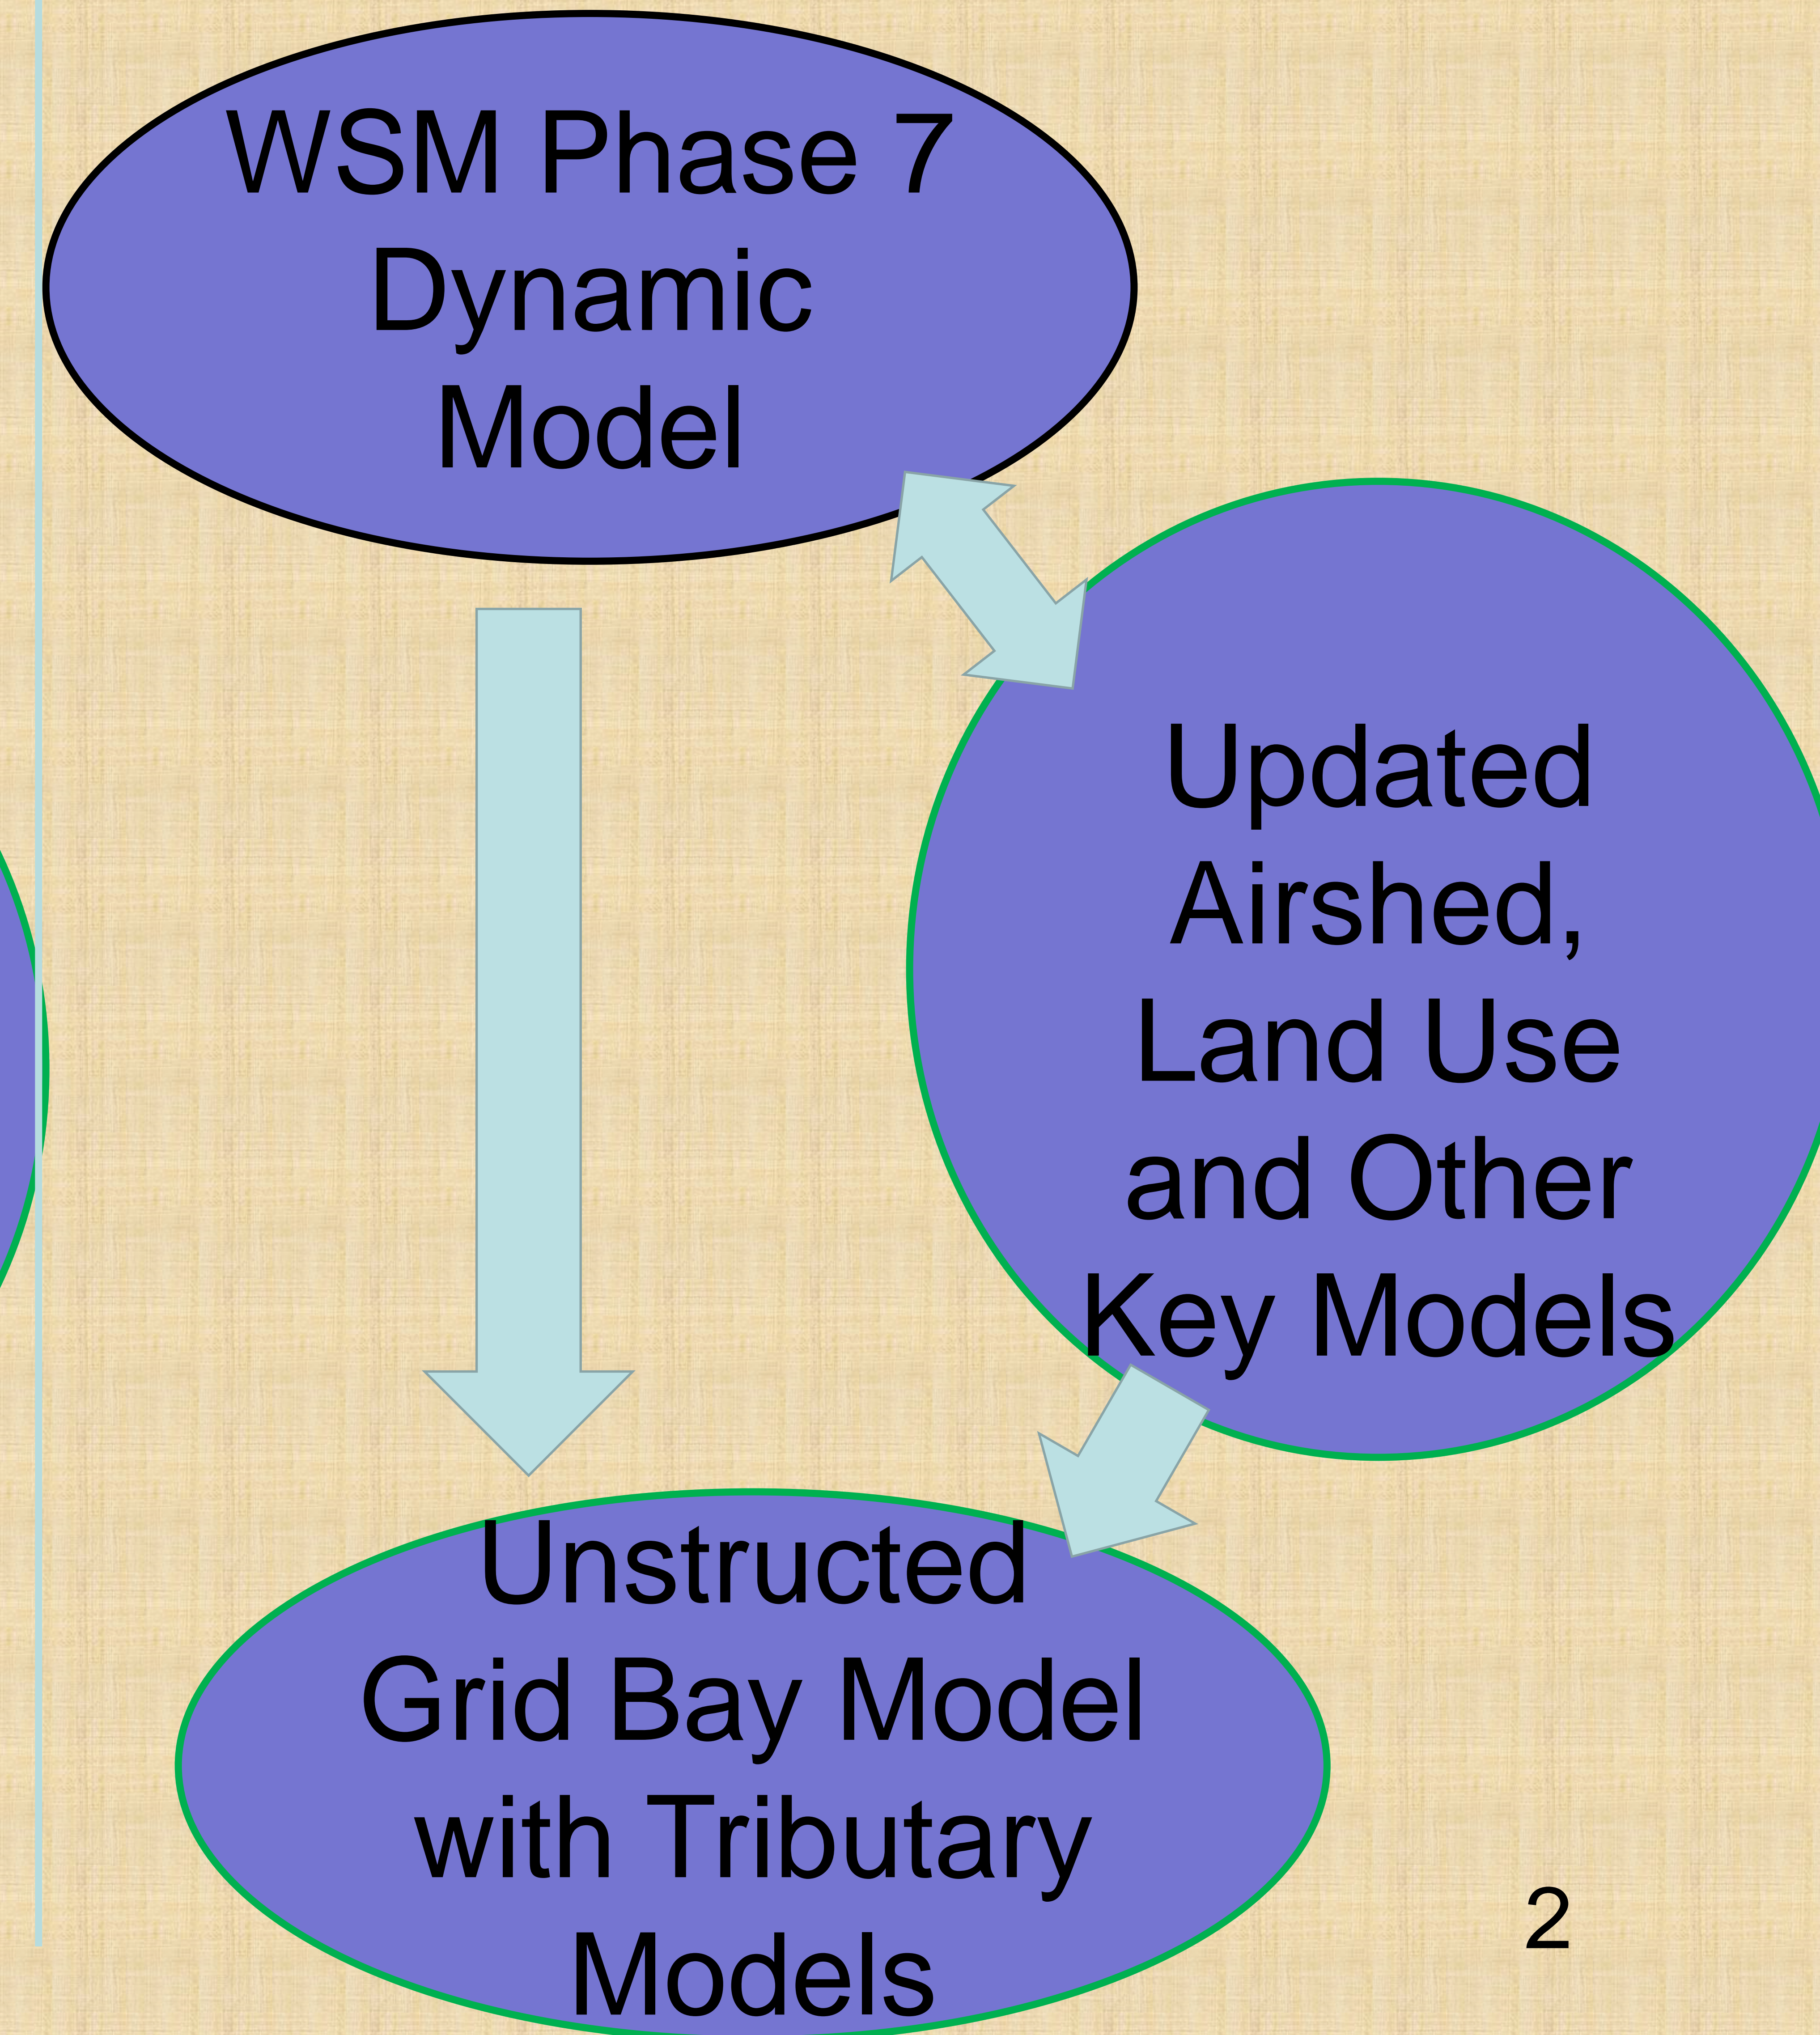 WSM Phase 7
Dynamic
Model
Updated
Airshed,
Land Use
and Other
Key Models
Unstructed
Grid Bay Model
with Tributary
Models
2